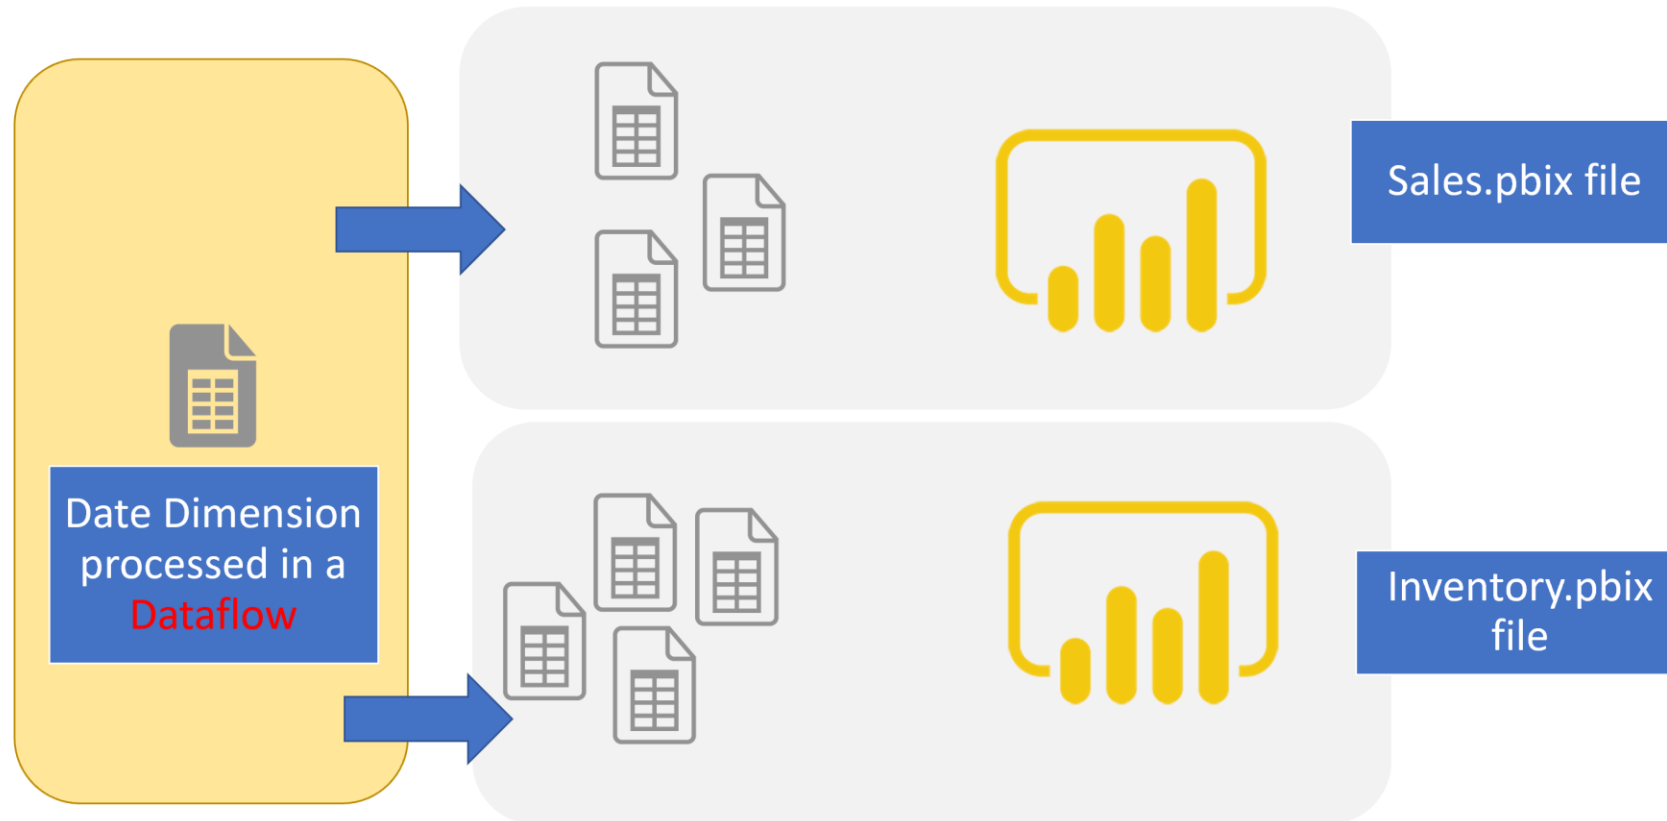 Date Dimension
processed in a
Dataflow
Sales.pbix file
Inventory.pbix
file